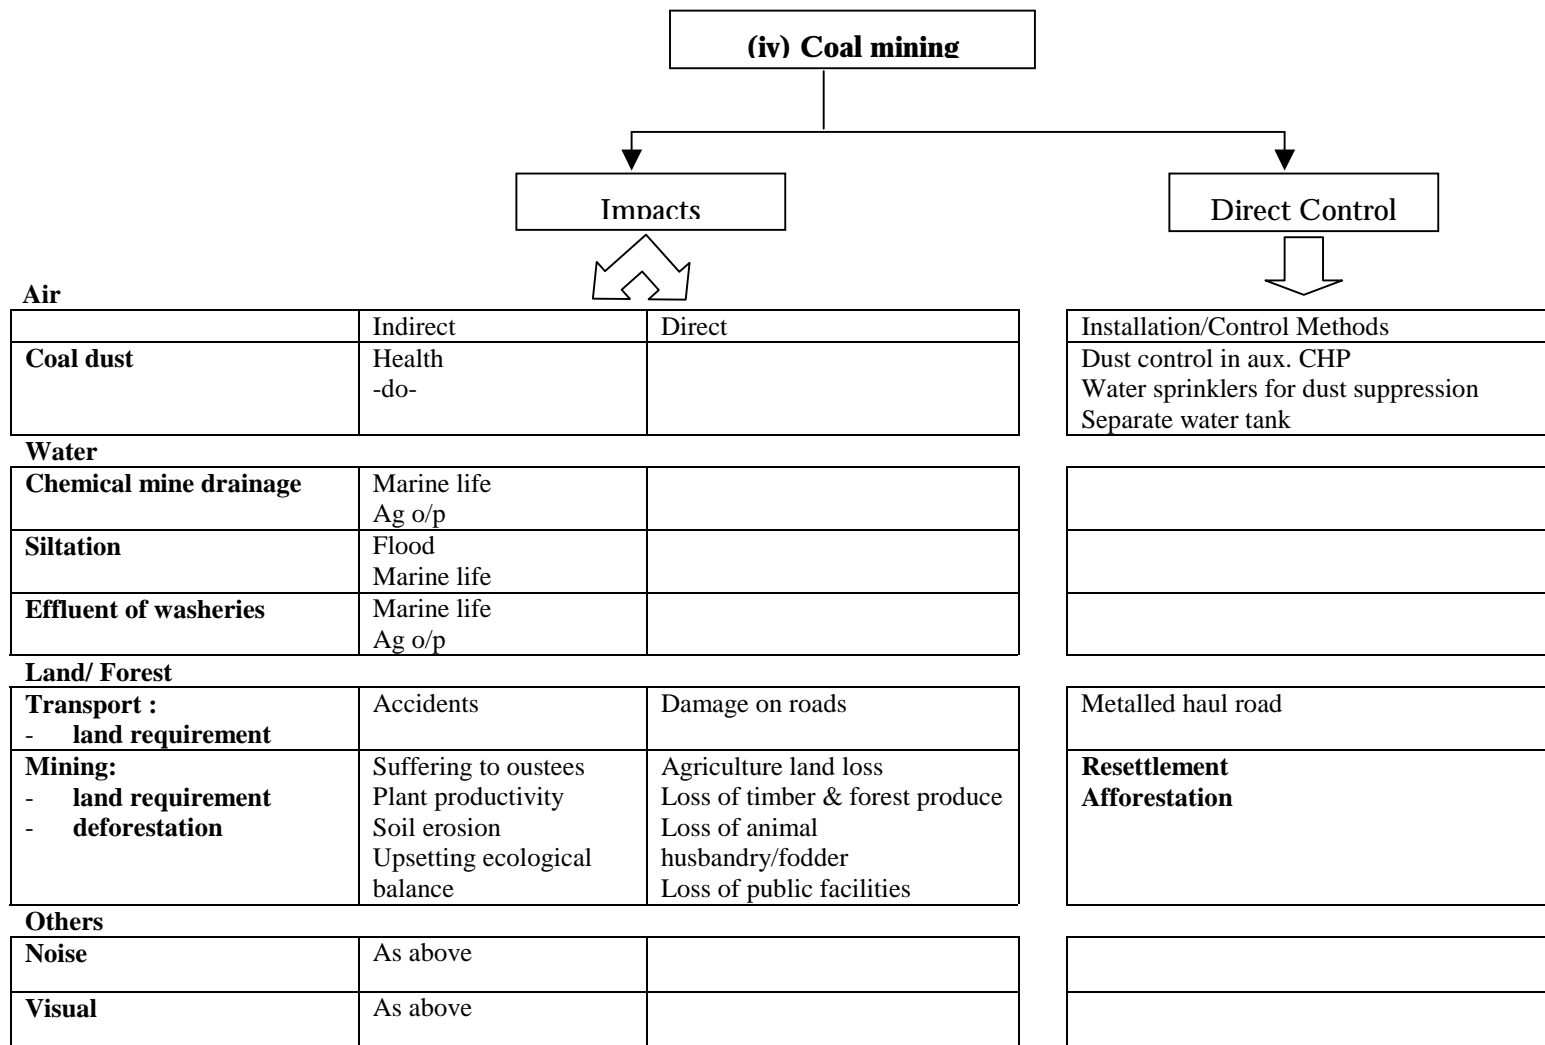 (iv) Coal mining
Impacts
Direct Control
Air
Indirect
Direct
Installation/Control Methods
Coal dust
Health
-do-
Dust control in aux. CHP
Water sprinklers for dust suppression
Separate water tank
Water
Chemical mine drainage
Marine life
Ag o/p
Siltation
Flood
Marine life
Effluent of washeries
Marine life
Ag o/p
Land/ Forest
Transport :
- land requirement
Accidents
Damage on roads
Metalled haul road
Mining:
- land requirement
- deforestation
Suffering to oustees
Plant productivity
Soil erosion
Upsetting ecological
balance
Agriculture land loss
Loss of timber & forest produce
Loss of animal
husbandry/fodder
Loss of public facilities
Resettlement
Afforestation
Others
Noise
As above
Visual
As above